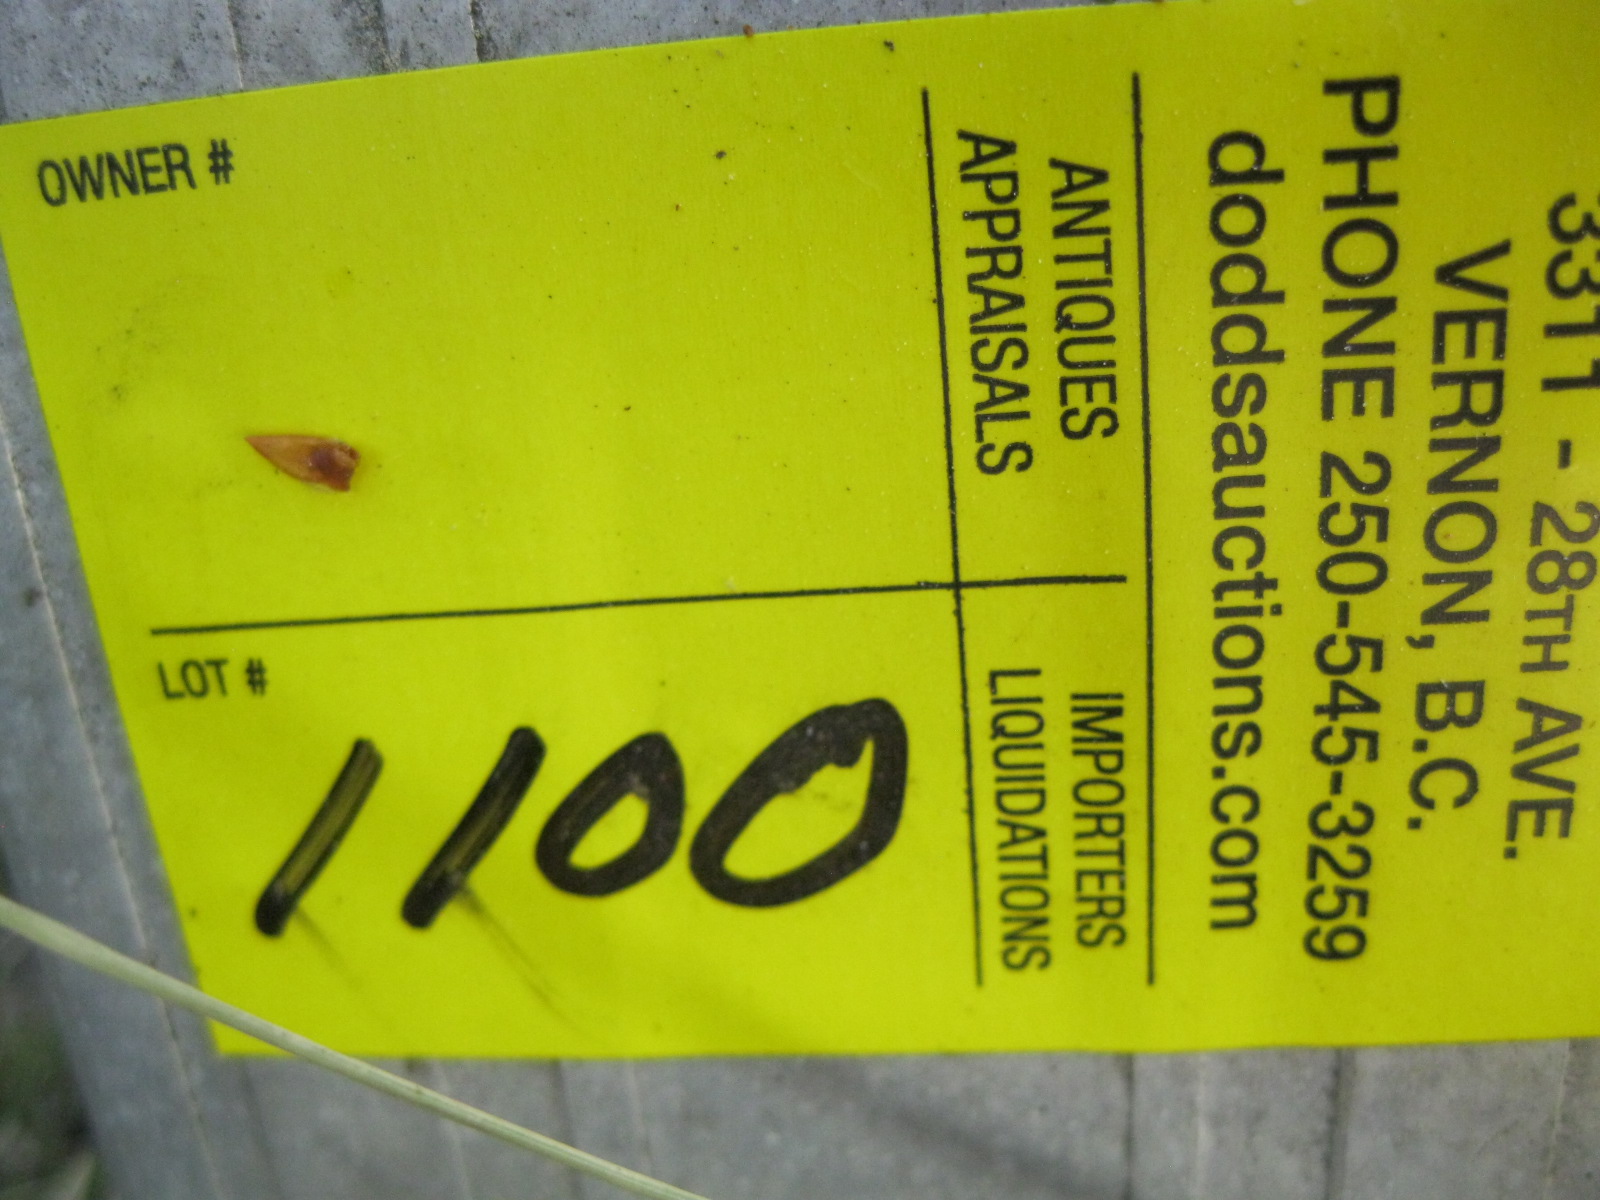 3311 - 28TH AVE.
VERNON, B.C.
PHONE 250-545-3259
doddsauctions.com
ANTIQUES
APPRAISALS
IMPORTERS
LIQUIDATIONS
OWNER #
LOT #
1100